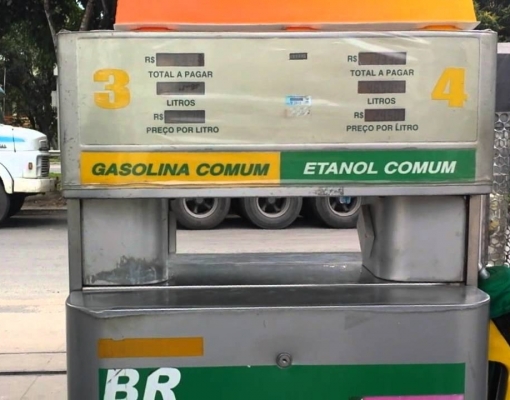 3
R$
TOTAL A PAGAR
LITROS
R$
PREÇO POR LITRO
R$
TOTAL A PAGAR
LITROS
R$
PREÇO POR LITRO
4
GASOLINA COMUM
ETANOL COMUM
BR